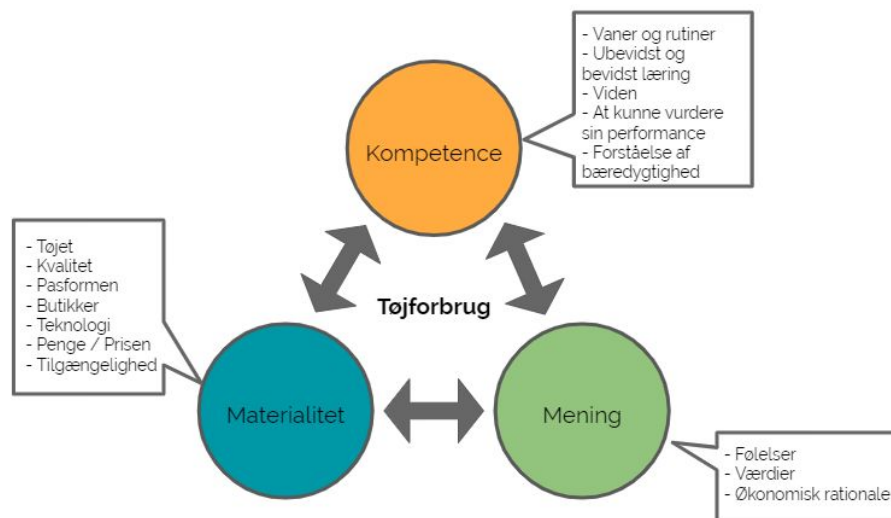 - Vaner og rutiner
- Ubevidst og
bevidst læring
- Viden
- At kunne vurdere
sin performance
- Forståelse af
bæredygtighed
Kompetence
- Tøjet
- Kvalitet
- Pasformen
- Butikker
- Teknologi
- Penge / Prisen
- Tilgængelighed
Tøjforbrug
Materialitet
Mening
- Følelser
- Værdier
- Økonomisk rationale